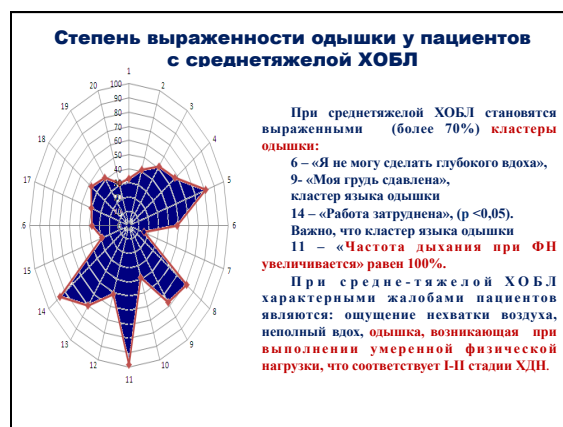 Степень выраженности одышки у пациентов
с среднетяжелой ХОБЛ
1
2
3
4
5
6
7
8
9
10
11
12
13
14
15
16
17
18
19
20
100
90
80
70
60
50
40
При среднетяжелой ХОБЛ становятся
выраженными (более 70%) кластеры
одышки:
6 – «Я не могу сделать глубокого вдоха»,
9- «Моя грудь сдавлена»,
кластер языка одышки
14 – «Работа затруднена», (p <0,05).
Важно, что кластер языка одышки
11 – «Частота дыхания при ФН
увеличивается» равен 100%.
При средне-тяжелой ХОБЛ
характерными жалобами пациентов
являются: ощущение нехватки воздуха,
неполный вдох, одышка, возникающая при
выполнении умеренной физической
нагрузки, что соответствует I-II стадии ХДН.